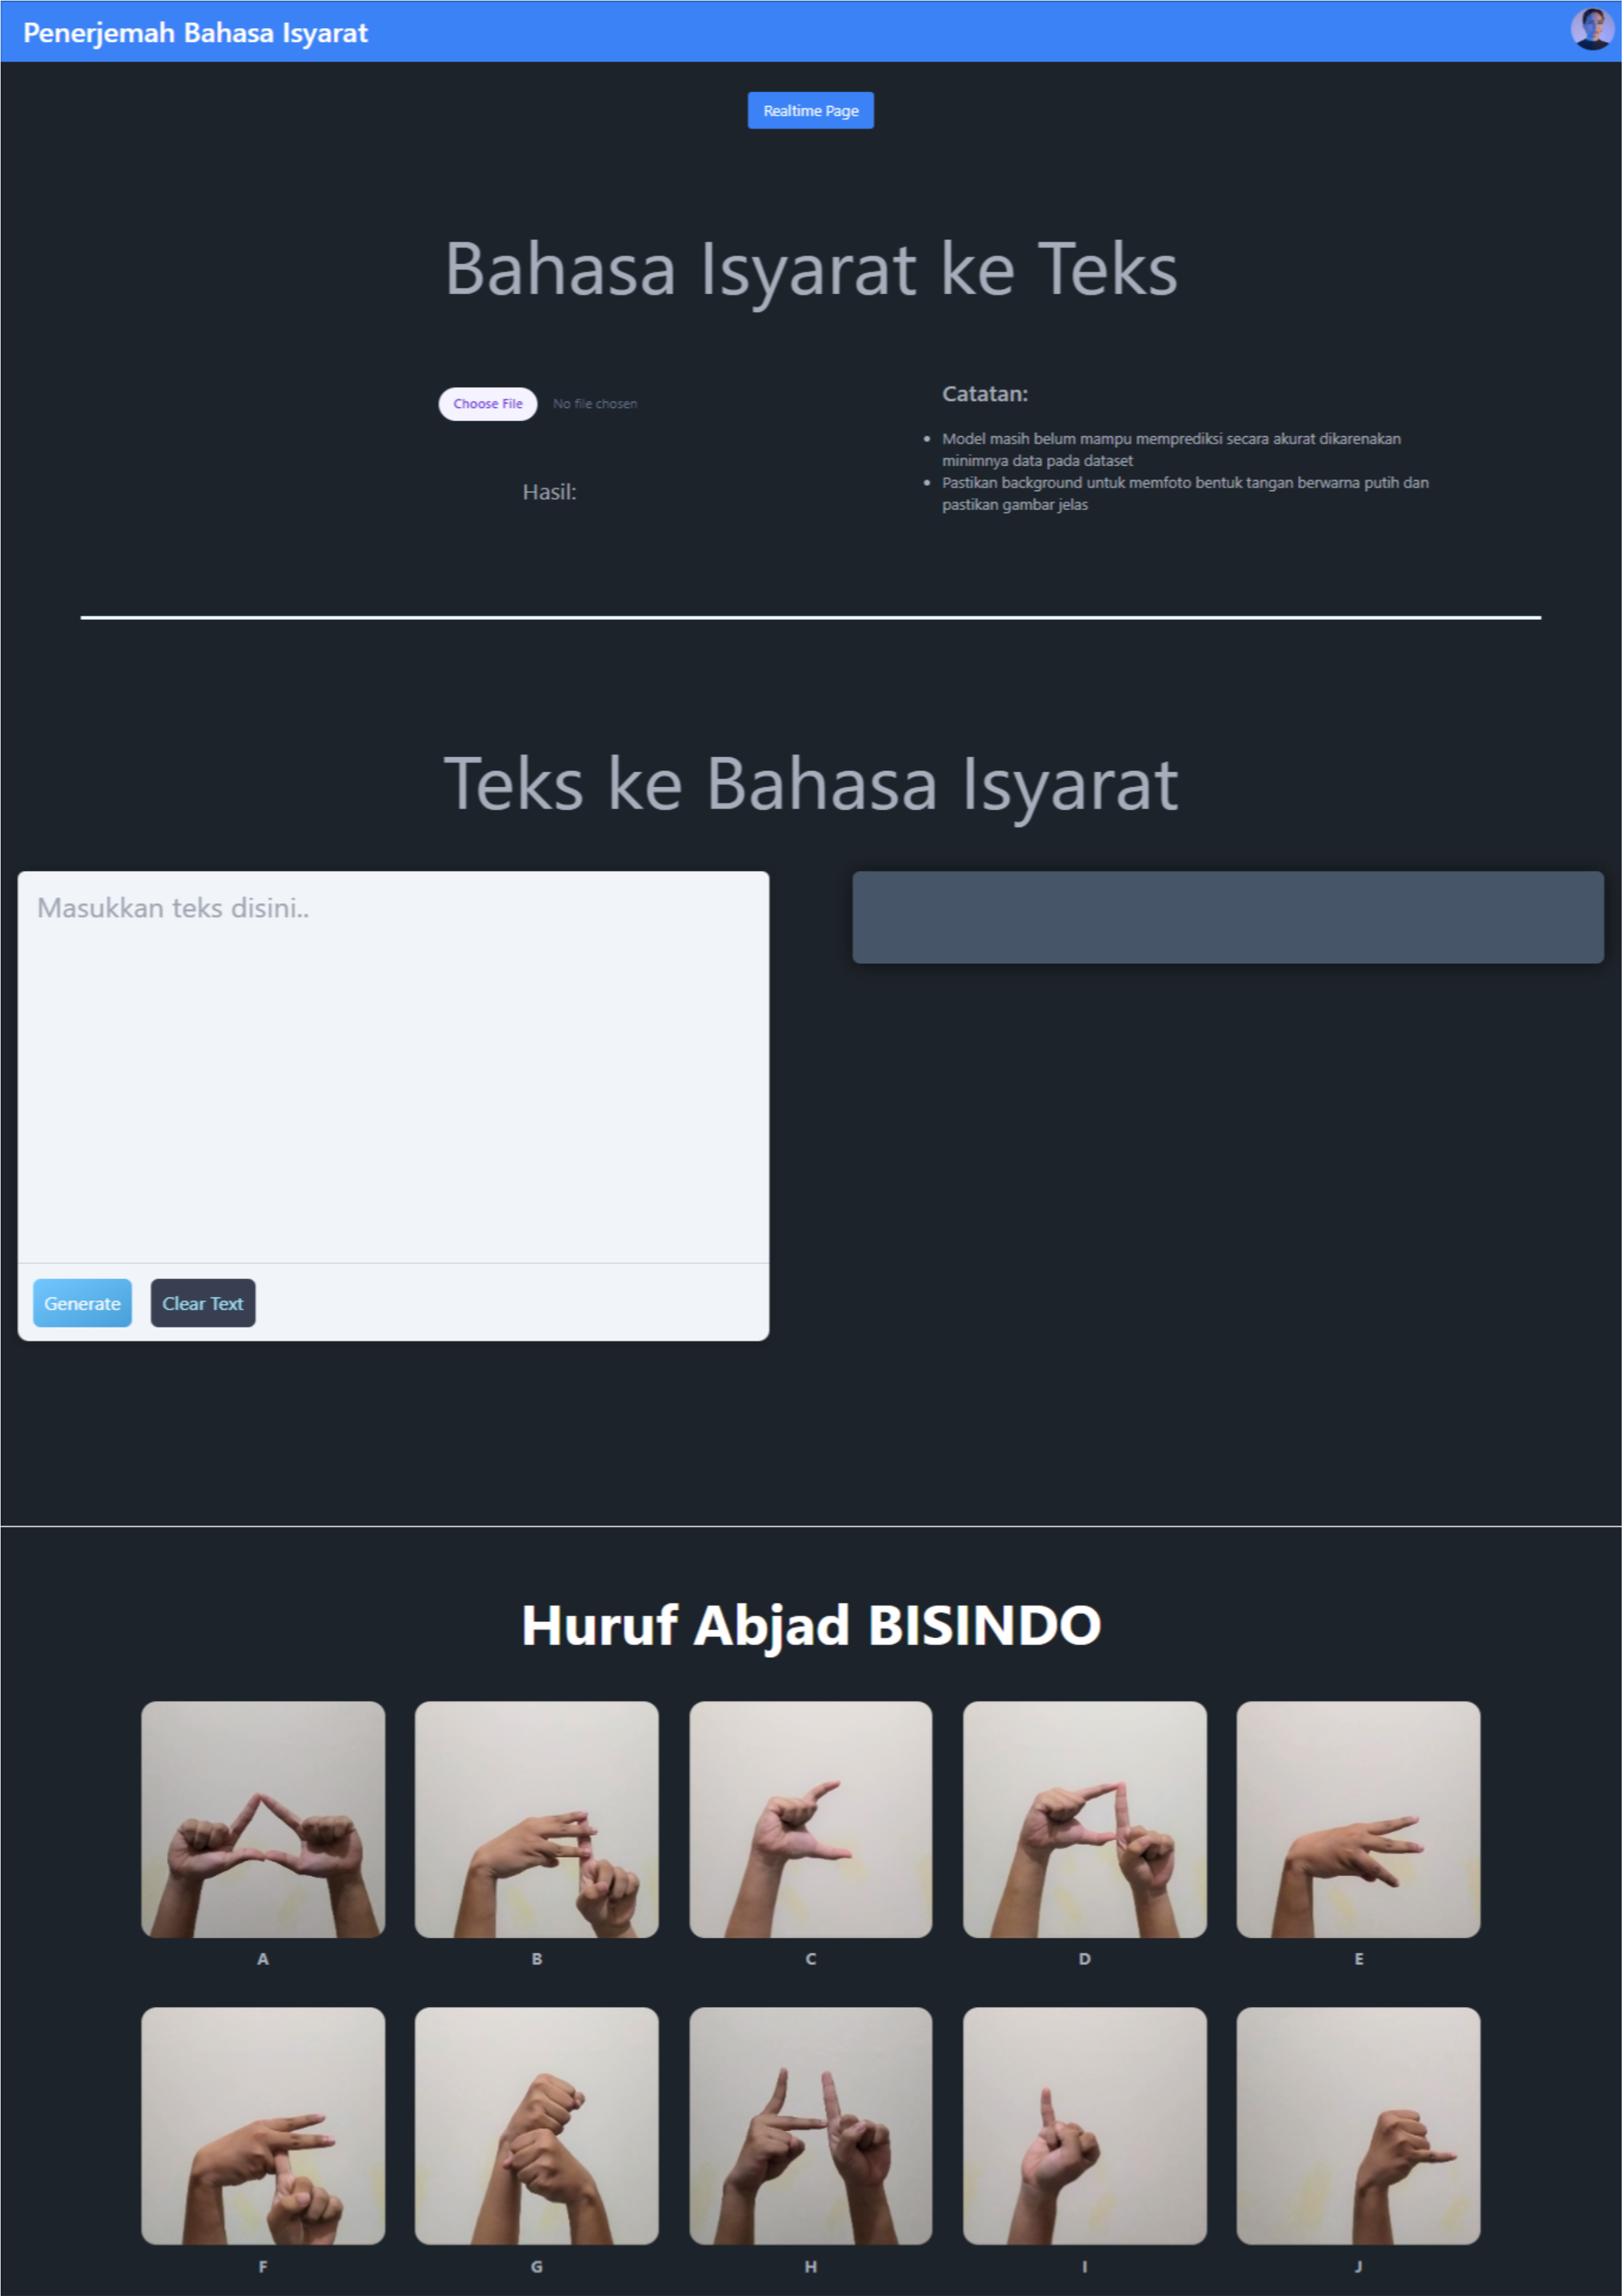 Penerjemah Bahasa Isyarat
Realtime Page
Bahasa Isyarat ke Teks
Choose File No file chosen
Hasil:
Catatan:
Model masih belum mampu memprediksi secara akurat dikarenakan
minimnya data pada dataset
Pastikan background untuk memfoto bentuk tangan berwarna putih dan
pastikan gambar jelas
Teks ke Bahasa Isyarat
Masukkan teks disini..
Generate Clear Text
Huruf Abjad BISINDO
A B C D E
F G H I J